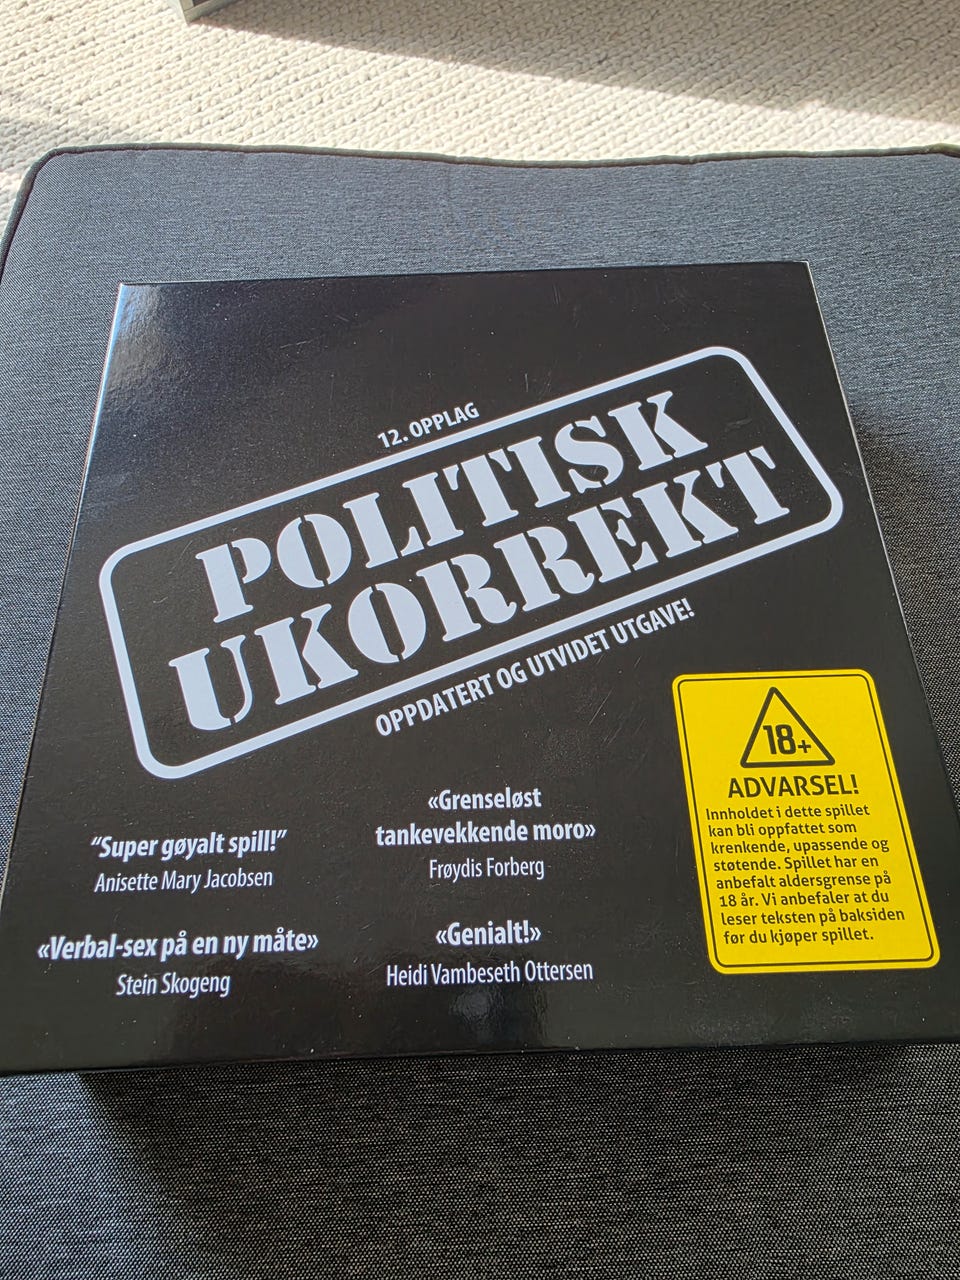 12. OPPLAG
POLITISK
UKORREKT
OPPDATERT OG UTVIDET UTGAVE!
"Super gøyalt spill!"
Anisette Mary Jacobsen
«Grenseløst
tankevekkende moro»
Frøydis Forberg
«Verbal-sex på en ny måte»
Stein Skogeng
«Genialt!»
Heidi Vambeseth Ottersen
18+
ADVARSEL!
Innholdet i dette spillet
kan bli oppfattet som
krenkende, upassende og
støtende. Spillet har en
anbefalt aldersgrense på
18 år. Vi anbefaler at du
leser teksten på baksiden
før du kjøper spillet.